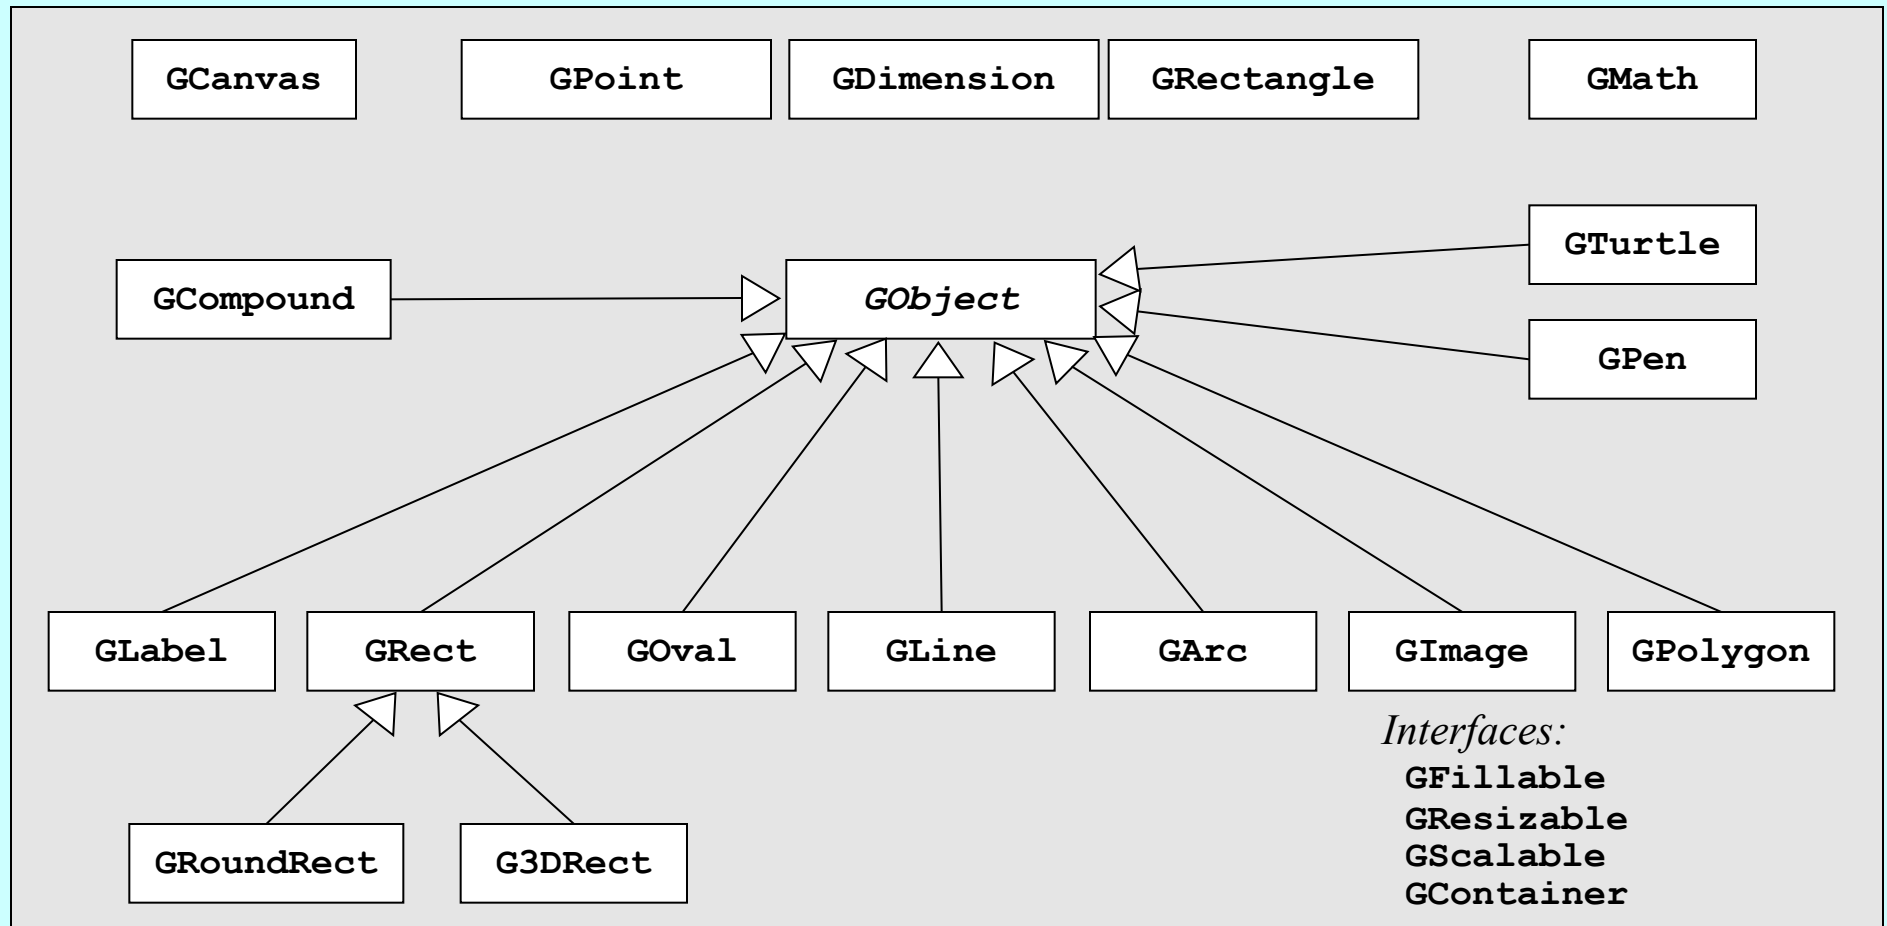 GCanvas
GPoint
GDimension
GRectangle
GMath
GTurtle
GCompound
GObject
GPen
GLabel
GRect
GOval
GLine
GArc
GImage
GPolygon
Interfaces:
GFillable
GResizable
GScalable
GContainer
GRoundRect
G3DRect